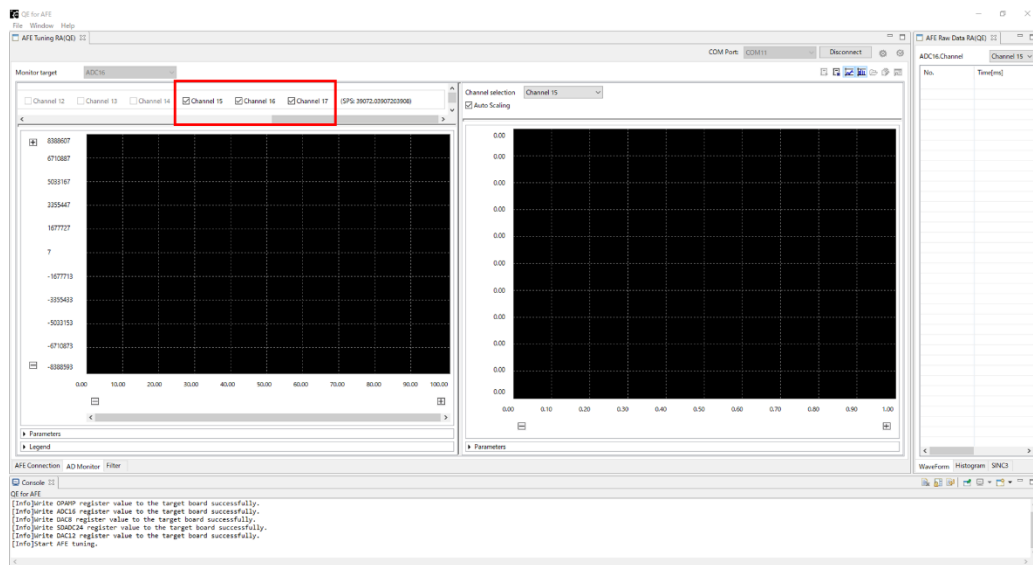 QE for AFE
File Window Help
AFE Tuning RA(QE)
COM Port: COM11 Disconnect
Monitor target ADC16
Channel 12 Channel 13 Channel 14 Channel 15 Channel 16 Channel 17 (SPS: 39072.03907203908)
8388607
6710887
5033167
3355447
1677727
7
-1677713
-3355433
-5033153
-6710873
-8388593
0.00 10.00 20.00 30.00 40.00 50.00 60.00 70.00 80.00 90.00 100.00
Parameters
Legend
Channel selection Channel 15
Auto Scaling
0.00
0.00
0.00
0.00
0.00
0.00
0.00
0.00
0.00
0.00
0.00
0.00 0.10 0.20 0.30 0.40 0.50 0.60 0.70 0.80 0.90 1.00
Parameters
AFE Connection AD Monitor Filter
AFE Raw Data RA(QE)
ADC16.Channel Channel 15
No. Time[ms]
WaveForm Histogram SINC3
Console
QE for AFE
[Info]Write OPAMP register value to the target board successfully.
[Info]Write ADC16 register value to the target board successfully.
[Info]Write DAC8 register value to the target board successfully.
[Info]Write SDADC24 register value to the target board successfully.
[Info]Write DAC12 register value to the target board successfully.
[Info]Start AFE tuning.